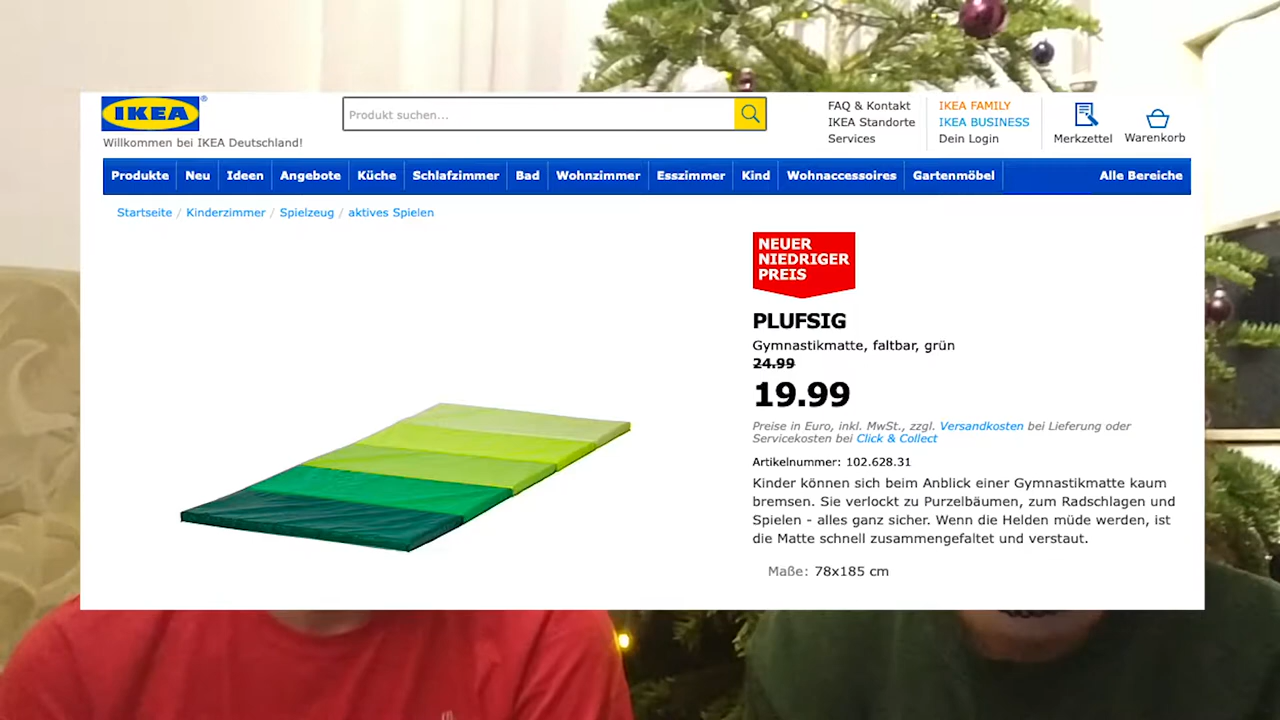 IKEA
®
Willkommen bei IKEA Deutschland!
Produkt suchen...
FAQ & Kontakt
IKEA Standorte
Services
IKEA FAMILY
IKEA BUSINESS
Dein Login
Merkzettel
Warenkorb
Produkte Neu Ideen Angebote Küche Schlafzimmer Bad Wohnzimmer Esszimmer Kind Wohnaccessoires Gartenmöbel Alle Bereiche
Startseite / Kinderzimmer / Spielzeug / aktives Spielen
NEUER
NIEDRIGER
PREIS
PLUFSIG
Gymnastikmatte, faltbar, grün
24.99
19.99
Preise in Euro, inkl. MwSt., zzgl. Versandkosten bei Lieferung oder
Servicekosten bei Click & Collect
Artikelnummer: 102.628.31
Kinder können sich beim Anblick einer Gymnastikmatte kaum
bremsen. Sie verlockt zu Purzelbäumen, zum Radschlagen und
Spielen - alles ganz sicher. Wenn die Helden müde werden, ist
die Matte schnell zusammengefaltet und verstaut.
Maße: 78x185 cm